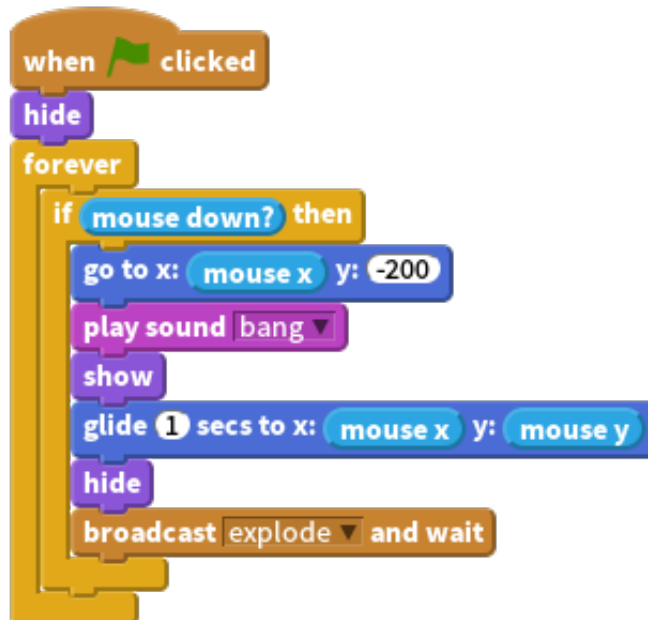 when clicked
hide
forever
if mouse down? then
go to x: mouse x y: -200
play sound bang
show
glide 1 secs to x: mouse x y: mouse y
hide
broadcast explode and wait